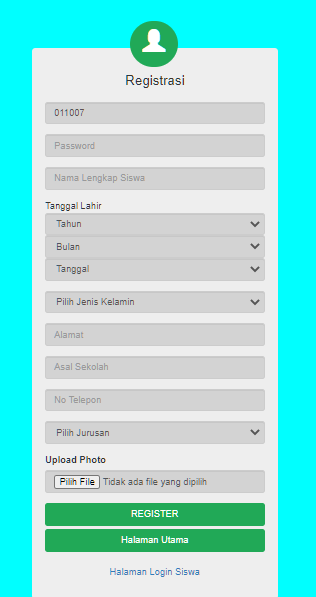 Registrasi
011007
Password
Nama Lengkap Siswa
Tanggal Lahir
Tahun
Bulan
Tanggal
Pilih Jenis Kelamin
Alamat
Asal Sekolah
No Telepon
Pilih Jurusan
Upload Photo
Pilih File Tidak ada file yang dipilih
REGISTER
Halaman Utama
Halaman Login Siswa